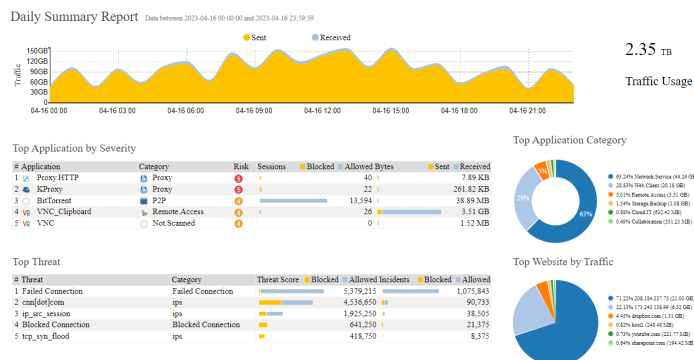 Daily Summary Report Data between 2023-04-16 00:00:00 and 2023-04-16 23:59:59
Sent Received
150GB
120GB
90GB
60GB
30GB
0
Traffic
04-16 00:00 04-16 03:00 04-16 06:00 04-16 09:00 04-16 12:00 04-16 15:00 04-16 18:00 04-16 21:00
2.35 TB
Traffic Usage
Top Application by Severity
# Application Category Risk Sessions Blocked Allowed Bytes Sent Received
1 Proxy.HTTP Proxy 5 40 7.89 KB
2 KProxy Proxy 5 22 261.82 KB
3 BitTorrent P2P 4 13,594 38.89 MB
4 VNC_Clipboard Remote.Access 4 26 3.51 GB
5 VNC Not.Scanned 4 0 1.52 MB
Top Application Category
5%
29%
63%
63.24% Network.Service (44.26 GB)
28.83% Web.Client (20.18 GB)
5.01% Remote.Access (3.51 GB)
1.54% Storage.Backup (1.08 GB)
0.88% Cloud.IT (632.42 MB)
0.49% Collaboration (351.25 MB)
Top Threat
# Threat Category Threat Score Blocked Allowed Incidents Blocked Allowed
1 Failed Connection Failed Connection 5,379,215 1,075,843
2 cnn[dot]com ips 4,536,650 90,733
3 ip_src_session ips 1,925,250 38,505
4 Blocked Connection Blocked Connection 641,250 21,375
5 tcp_syn_flood ips 418,750 8,375
Top Website by Traffic
71.22% 208.184.237.75 (21.00 GB)
22.13% 173.243.138.99 (6.52 GB)
4.45% dropbox.com (1.31 GB)
0.82% host2 (248.48 MB)
0.73% youtube.com (221.77 MB)
0.64% sharepoint.com (194.42 MB)